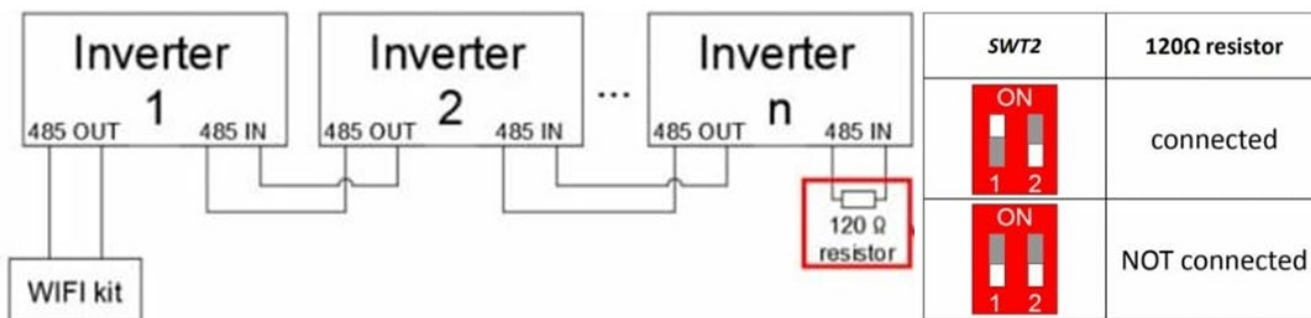 Inverter
1
485 OUT
485 IN
Inverter
2
485 OUT
485 IN
...
Inverter
n
485 OUT
485 IN
120 Ω
resistor
WIFI kit
SWT2
120Ω resistor
ON
1 2
connected
ON
1 2
NOT connected